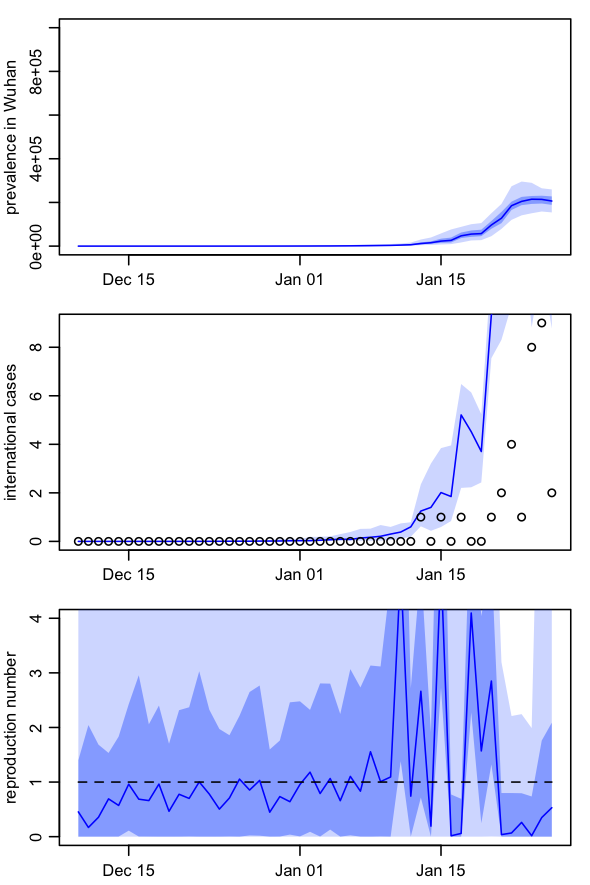 prevalence in Wuhan
8e+05
4e+05
0e+00
Dec 15 Jan 01 Jan 15
international cases
8
6
4
2
0
Dec 15 Jan 01 Jan 15
reproduction number
4
3
2
1
0
Dec 15 Jan 01 Jan 15